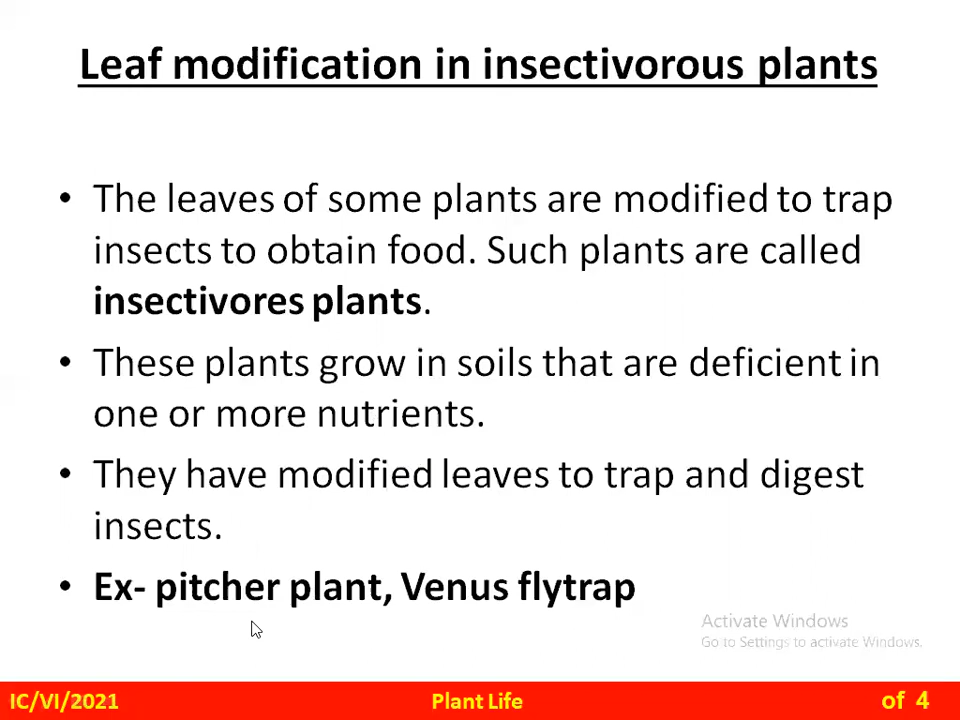 Leaf modification in insectivorous plants
• The leaves of some plants are modified to trap
insects to obtain food. Such plants are called
insectivores plants.
• These plants grow in soils that are deficient in
one or more nutrients.
• They have modified leaves to trap and digest
insects.
• Ex- pitcher plant, Venus flytrap
Activate Windows
Go to Settings to activate Windows.
IC/VI/2021 Plant Life of 4